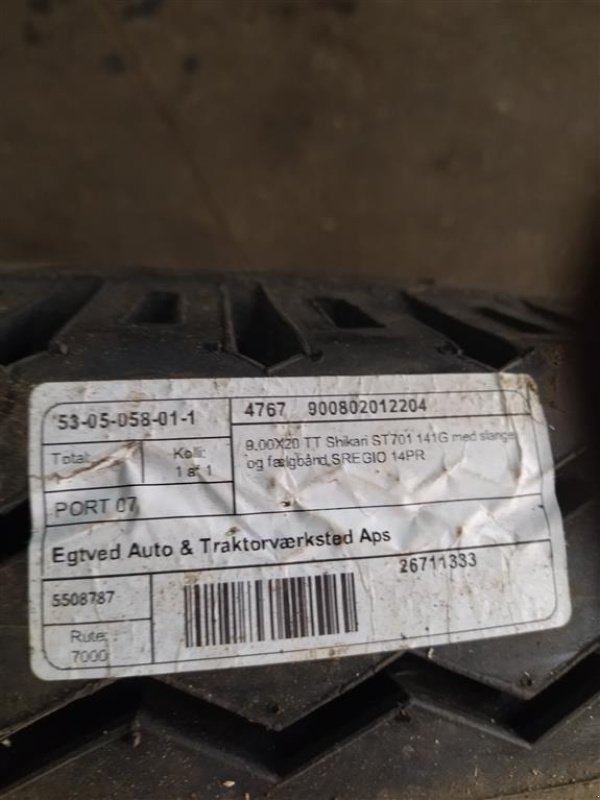 53-05-058-01-1
4767 900802012204
Total:
Kolli:
1 af 1
9.00X20 TT Shikari ST701 141G med slange
og fælgbånd SREGIO 14PR
PORT 07
Egtved Auto & Traktorværksted Aps
5508787
26711333
Rute:
7000